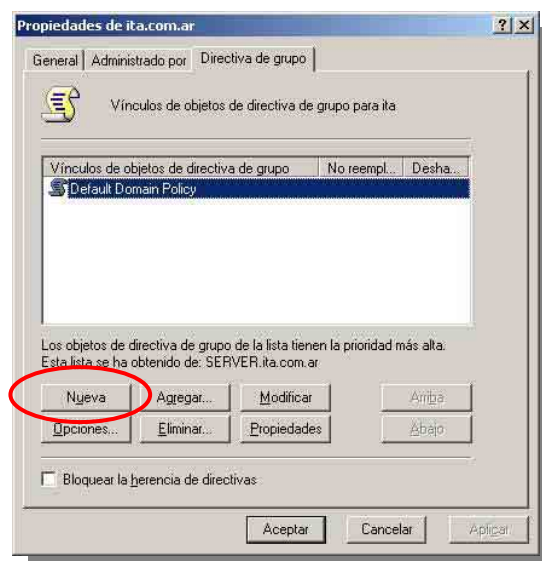 Propiedades de ita.com.ar
General Administrado por Directiva de grupo
Vínculos de objetos de directiva de grupo para ita
Vínculos de objetos de directiva de grupo No reempl... Desha...
Default Domain Policy
Los objetos de directiva de grupo de la lista tienen la prioridad más alta.
Esta lista se ha obtenido de: SERVER.ita.com.ar
Nueva Agregar... Modificar Arriba
Opciones... Eliminar... Propiedades Abajo
Bloquear la herencia de directivas
Aceptar Cancelar Aplicar